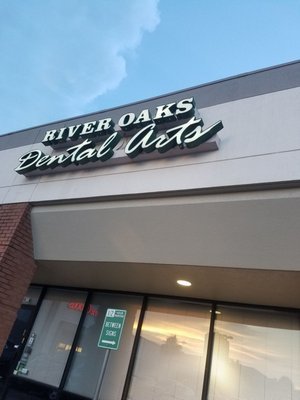 RIVER OAKS
Dental Arts
BETWEEN
SIGNS